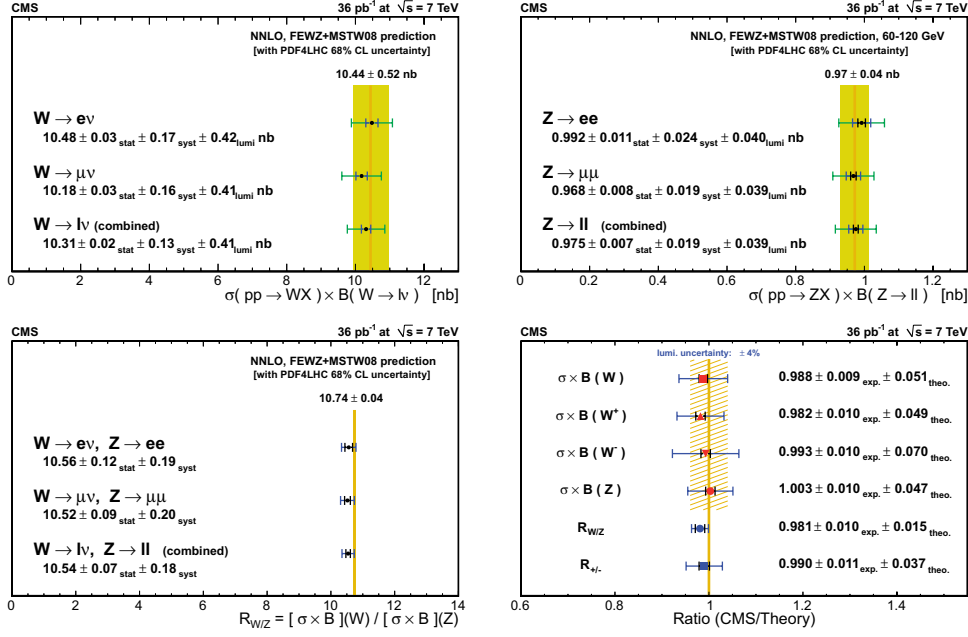 CMS 36 pb⁻¹ at √s = 7 TeV
NNLO, FEWZ+MSTW08 prediction
[with PDF4LHC 68% CL uncertainty]
10.44 ± 0.52 nb
W → eν
10.48 ± 0.03 stat ± 0.17 syst ± 0.42 lumi nb
W → μν
10.18 ± 0.03 stat ± 0.16 syst ± 0.41 lumi nb
W → lν (combined)
10.31 ± 0.02 stat ± 0.13 syst ± 0.41 lumi nb
0 2 4 6 8 10 12
σ( pp → WX ) × B( W → lν ) [nb]
CMS 36 pb⁻¹ at √s = 7 TeV
NNLO, FEWZ+MSTW08 prediction, 60-120 GeV
[with PDF4LHC 68% CL uncertainty]
0.97 ± 0.04 nb
Z → ee
0.992 ± 0.011 stat ± 0.024 syst ± 0.040 lumi nb
Z → μμ
0.968 ± 0.008 stat ± 0.019 syst ± 0.039 lumi nb
Z → ll (combined)
0.975 ± 0.007 stat ± 0.019 syst ± 0.039 lumi nb
0.0 0.2 0.4 0.6 0.8 1 1.2
σ( pp → ZX ) × B( Z → ll ) [nb]
CMS 36 pb⁻¹ at √s = 7 TeV
NNLO, FEWZ+MSTW08 prediction
[with PDF4LHC 68% CL uncertainty]
10.74 ± 0.04
W → eν, Z → ee
10.56 ± 0.12 stat ± 0.19 syst
W → μν, Z → μμ
10.52 ± 0.09 stat ± 0.20 syst
W → lν, Z → ll (combined)
10.54 ± 0.07 stat ± 0.18 syst
0 2 4 6 8 10 12 14
R W/Z = [ σ × B ](W) / [ σ × B ](Z)
CMS 36 pb⁻¹ at √s = 7 TeV
lumi. uncertainty: ± 4%
σ × B ( W ) 0.988 ± 0.009 exp. ± 0.051 theo.
σ × B ( W⁺ ) 0.982 ± 0.010 exp. ± 0.049 theo.
σ × B ( W⁻ ) 0.993 ± 0.010 exp. ± 0.070 theo.
σ × B ( Z ) 1.003 ± 0.010 exp. ± 0.047 theo.
R W/Z 0.981 ± 0.010 exp. ± 0.015 theo.
R +/- 0.990 ± 0.011 exp. ± 0.037 theo.
0.6 0.8 1.0 1.2 1.4
Ratio (CMS/Theory)